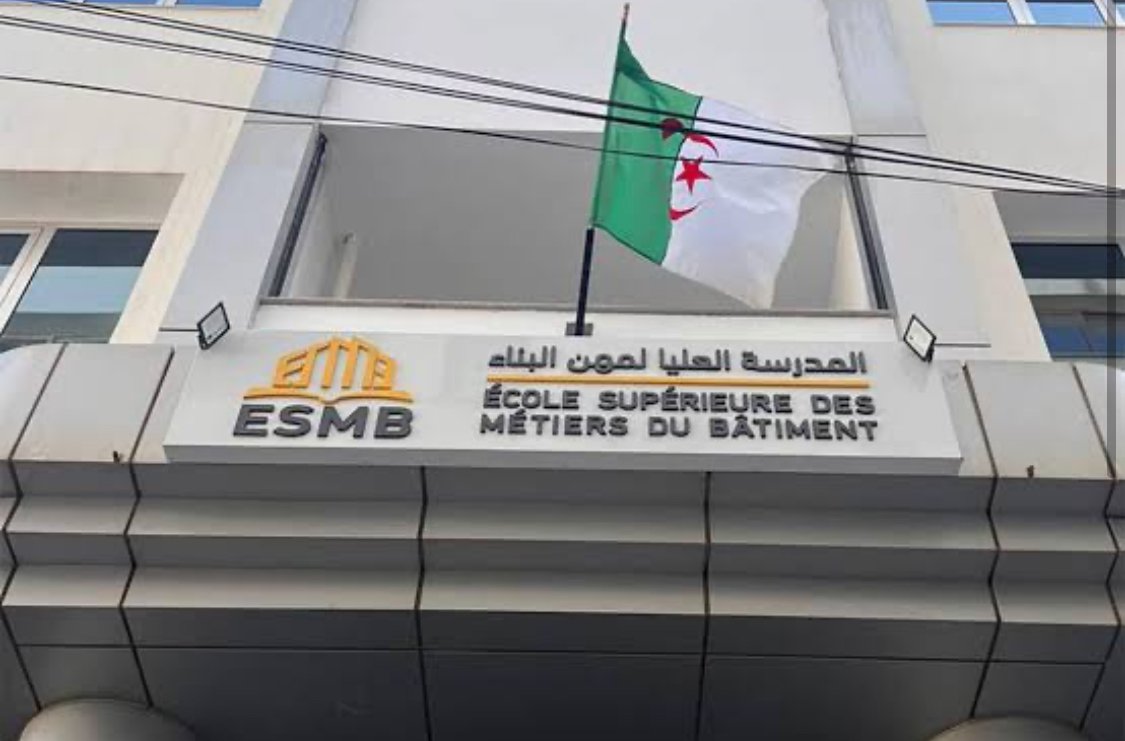 ESMB
المدرسة العليا لمهن البناء
ÉCOLE SUPÉRIEURE DES
MÉTIERS DU BÂTIMENT